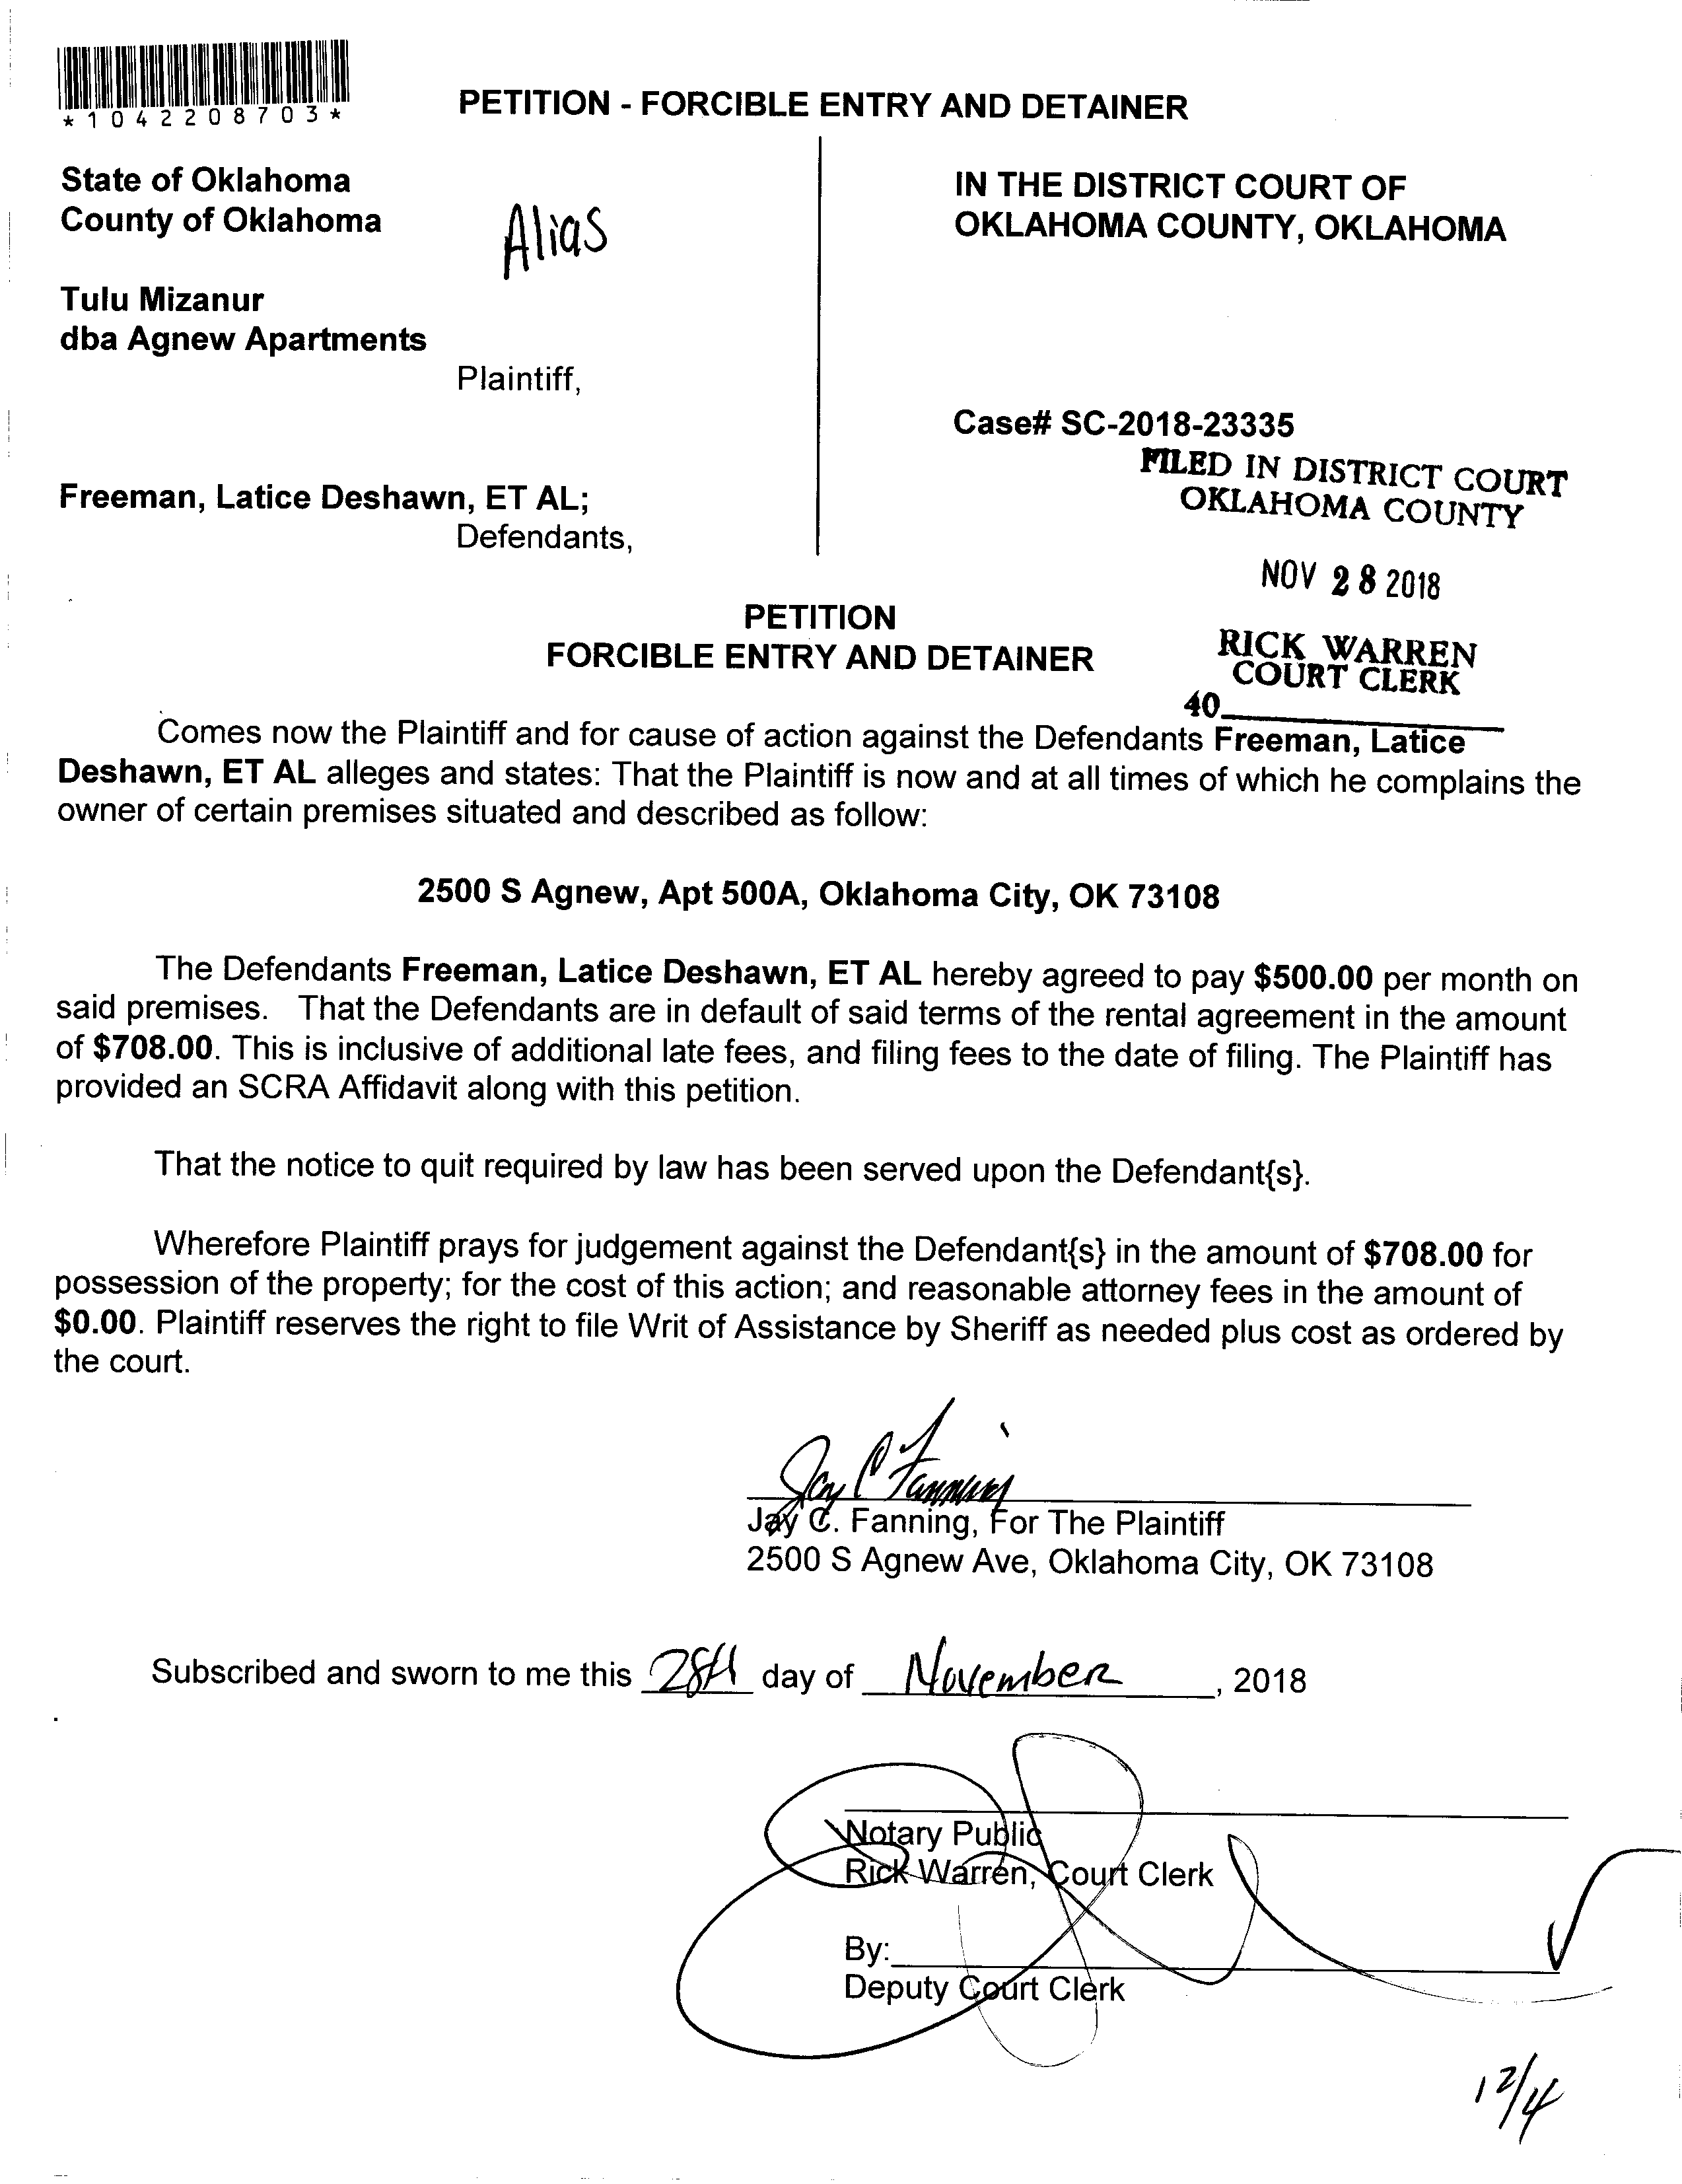 *1042208703*
PETITION - FORCIBLE ENTRY AND DETAINER
State of Oklahoma
County of Oklahoma
Alias
IN THE DISTRICT COURT OF
OKLAHOMA COUNTY, OKLAHOMA
Tulu Mizanur
dba Agnew Apartments
Plaintiff,
Case# SC-2018-23335
FILED IN DISTRICT COURT
OKLAHOMA COUNTY
Freeman, Latice Deshawn, ET AL;
Defendants,
NOV 28 2018
PETITION
FORCIBLE ENTRY AND DETAINER
RICK WARREN
COURT CLERK
40
Comes now the Plaintiff and for cause of action against the Defendants Freeman, Latice
Deshawn, ET AL alleges and states: That the Plaintiff is now and at all times of which he complains the
owner of certain premises situated and described as follow:
2500 S Agnew, Apt 500A, Oklahoma City, OK 73108
The Defendants Freeman, Latice Deshawn, ET AL hereby agreed to pay $500.00 per month on
said premises. That the Defendants are in default of said terms of the rental agreement in the amount
of $708.00. This is inclusive of additional late fees, and filing fees to the date of filing. The Plaintiff has
provided an SCRA Affidavit along with this petition.
That the notice to quit required by law has been served upon the Defendant{s}.
Wherefore Plaintiff prays for judgement against the Defendant{s} in the amount of $708.00 for
possession of the property; for the cost of this action; and reasonable attorney fees in the amount of
$0.00. Plaintiff reserves the right to file Writ of Assistance by Sheriff as needed plus cost as ordered by
the court.
Jay C Fanning
Jay C. Fanning, For The Plaintiff
2500 S Agnew Ave, Oklahoma City, OK 73108
Subscribed and sworn to me this 28th day of November, 2018
Notary Public
Rick Warren, Court Clerk
By:
Deputy Court Clerk
12/4